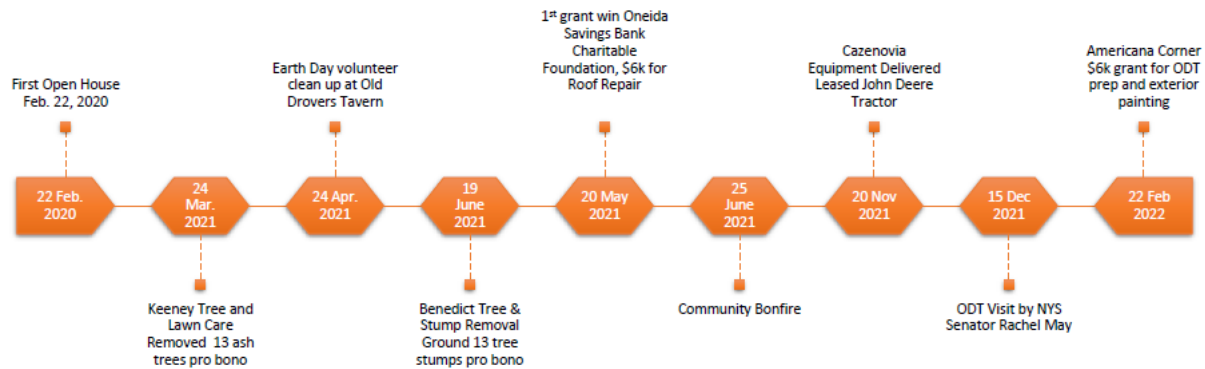 First Open House
Feb. 22, 2020
22 Feb.
2020
24
Mar.
2021
Keeney Tree and
Lawn Care
Removed 13 ash
trees pro bono
Earth Day volunteer
clean up at Old
Drovers Tavern
24 Apr.
2021
19
June
2021
Benedict Tree &
Stump Removal
Ground 13 tree
stumps pro bono
1st grant win Oneida
Savings Bank
Charitable
Foundation, $6k for
Roof Repair
20 May
2021
25
June
2021
Community Bonfire
Cazenovia
Equipment Delivered
Leased John Deere
Tractor
20 Nov
2021
15 Dec
2021
ODT Visit by NYS
Senator Rachel May
Americana Corner
$6k grant for ODT
prep and exterior
painting
22 Feb
2022